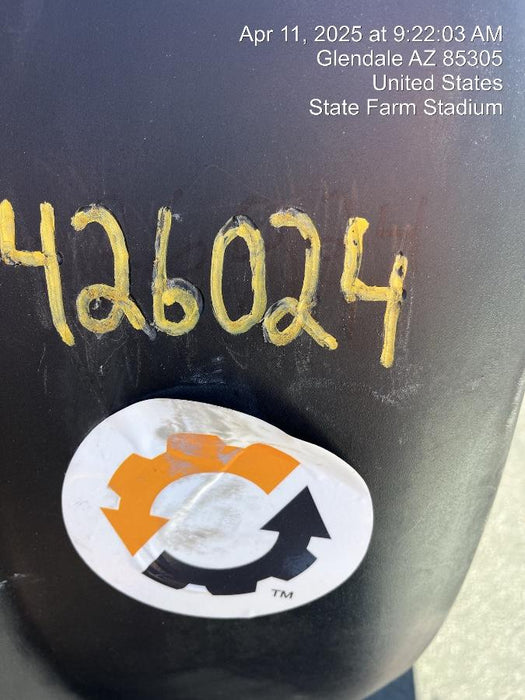 Apr 11, 2025 at 9:22:03 AM
Glendale AZ 85305
United States
State Farm Stadium
426024
TM